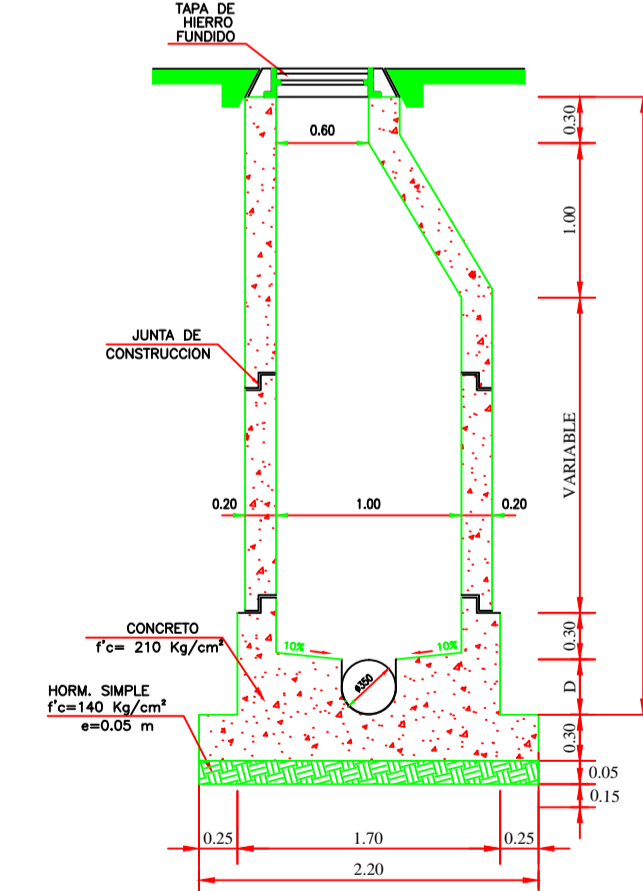 TAPA DE
HIERRO
FUNDIDO
0.60
0.30
1.00
JUNTA DE
CONSTRUCCION
VARIABLE
0.20
1.00
0.20
CONCRETO
f'c= 210 Kg/cm²
10%
10%
0.30
ø350
D
HORM. SIMPLE
f'c=140 Kg/cm²
e=0.05 m
0.30
0.05
0.15
0.25
1.70
0.25
2.20